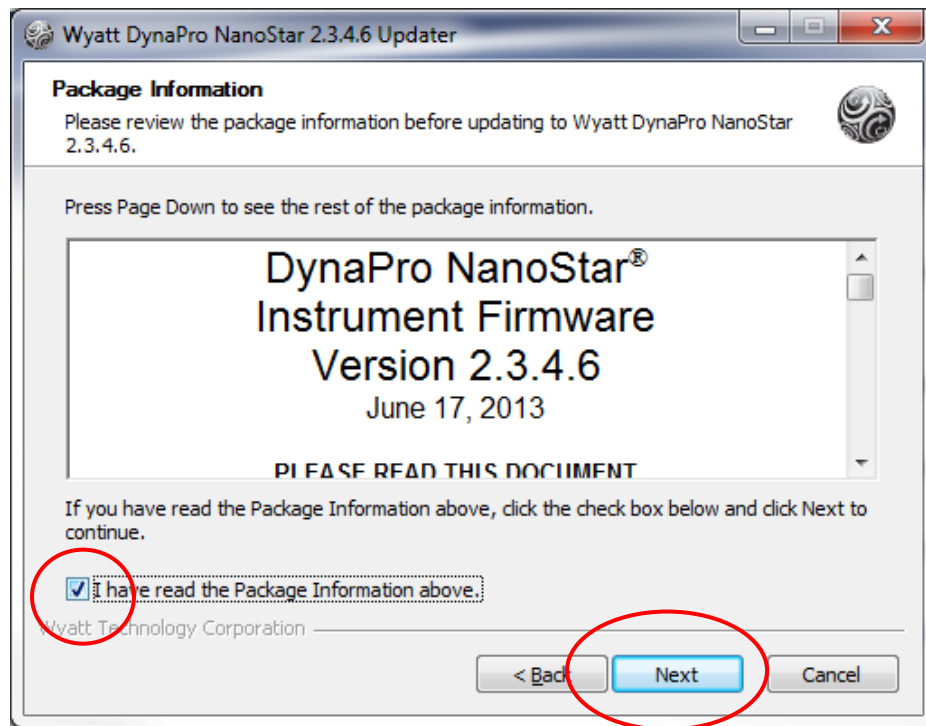 Wyatt DynaPro NanoStar 2.3.4.6 Updater
Package Information
Please review the package information before updating to Wyatt DynaPro NanoStar
2.3.4.6.
Press Page Down to see the rest of the package information.
DynaPro NanoStar®
Instrument Firmware
Version 2.3.4.6
June 17, 2013
PLEASE READ THIS DOCUMENT
If you have read the Package Information above, click the check box below and click Next to
continue.
I have read the Package Information above.
Wyatt Technology Corporation
< Back
Next
Cancel